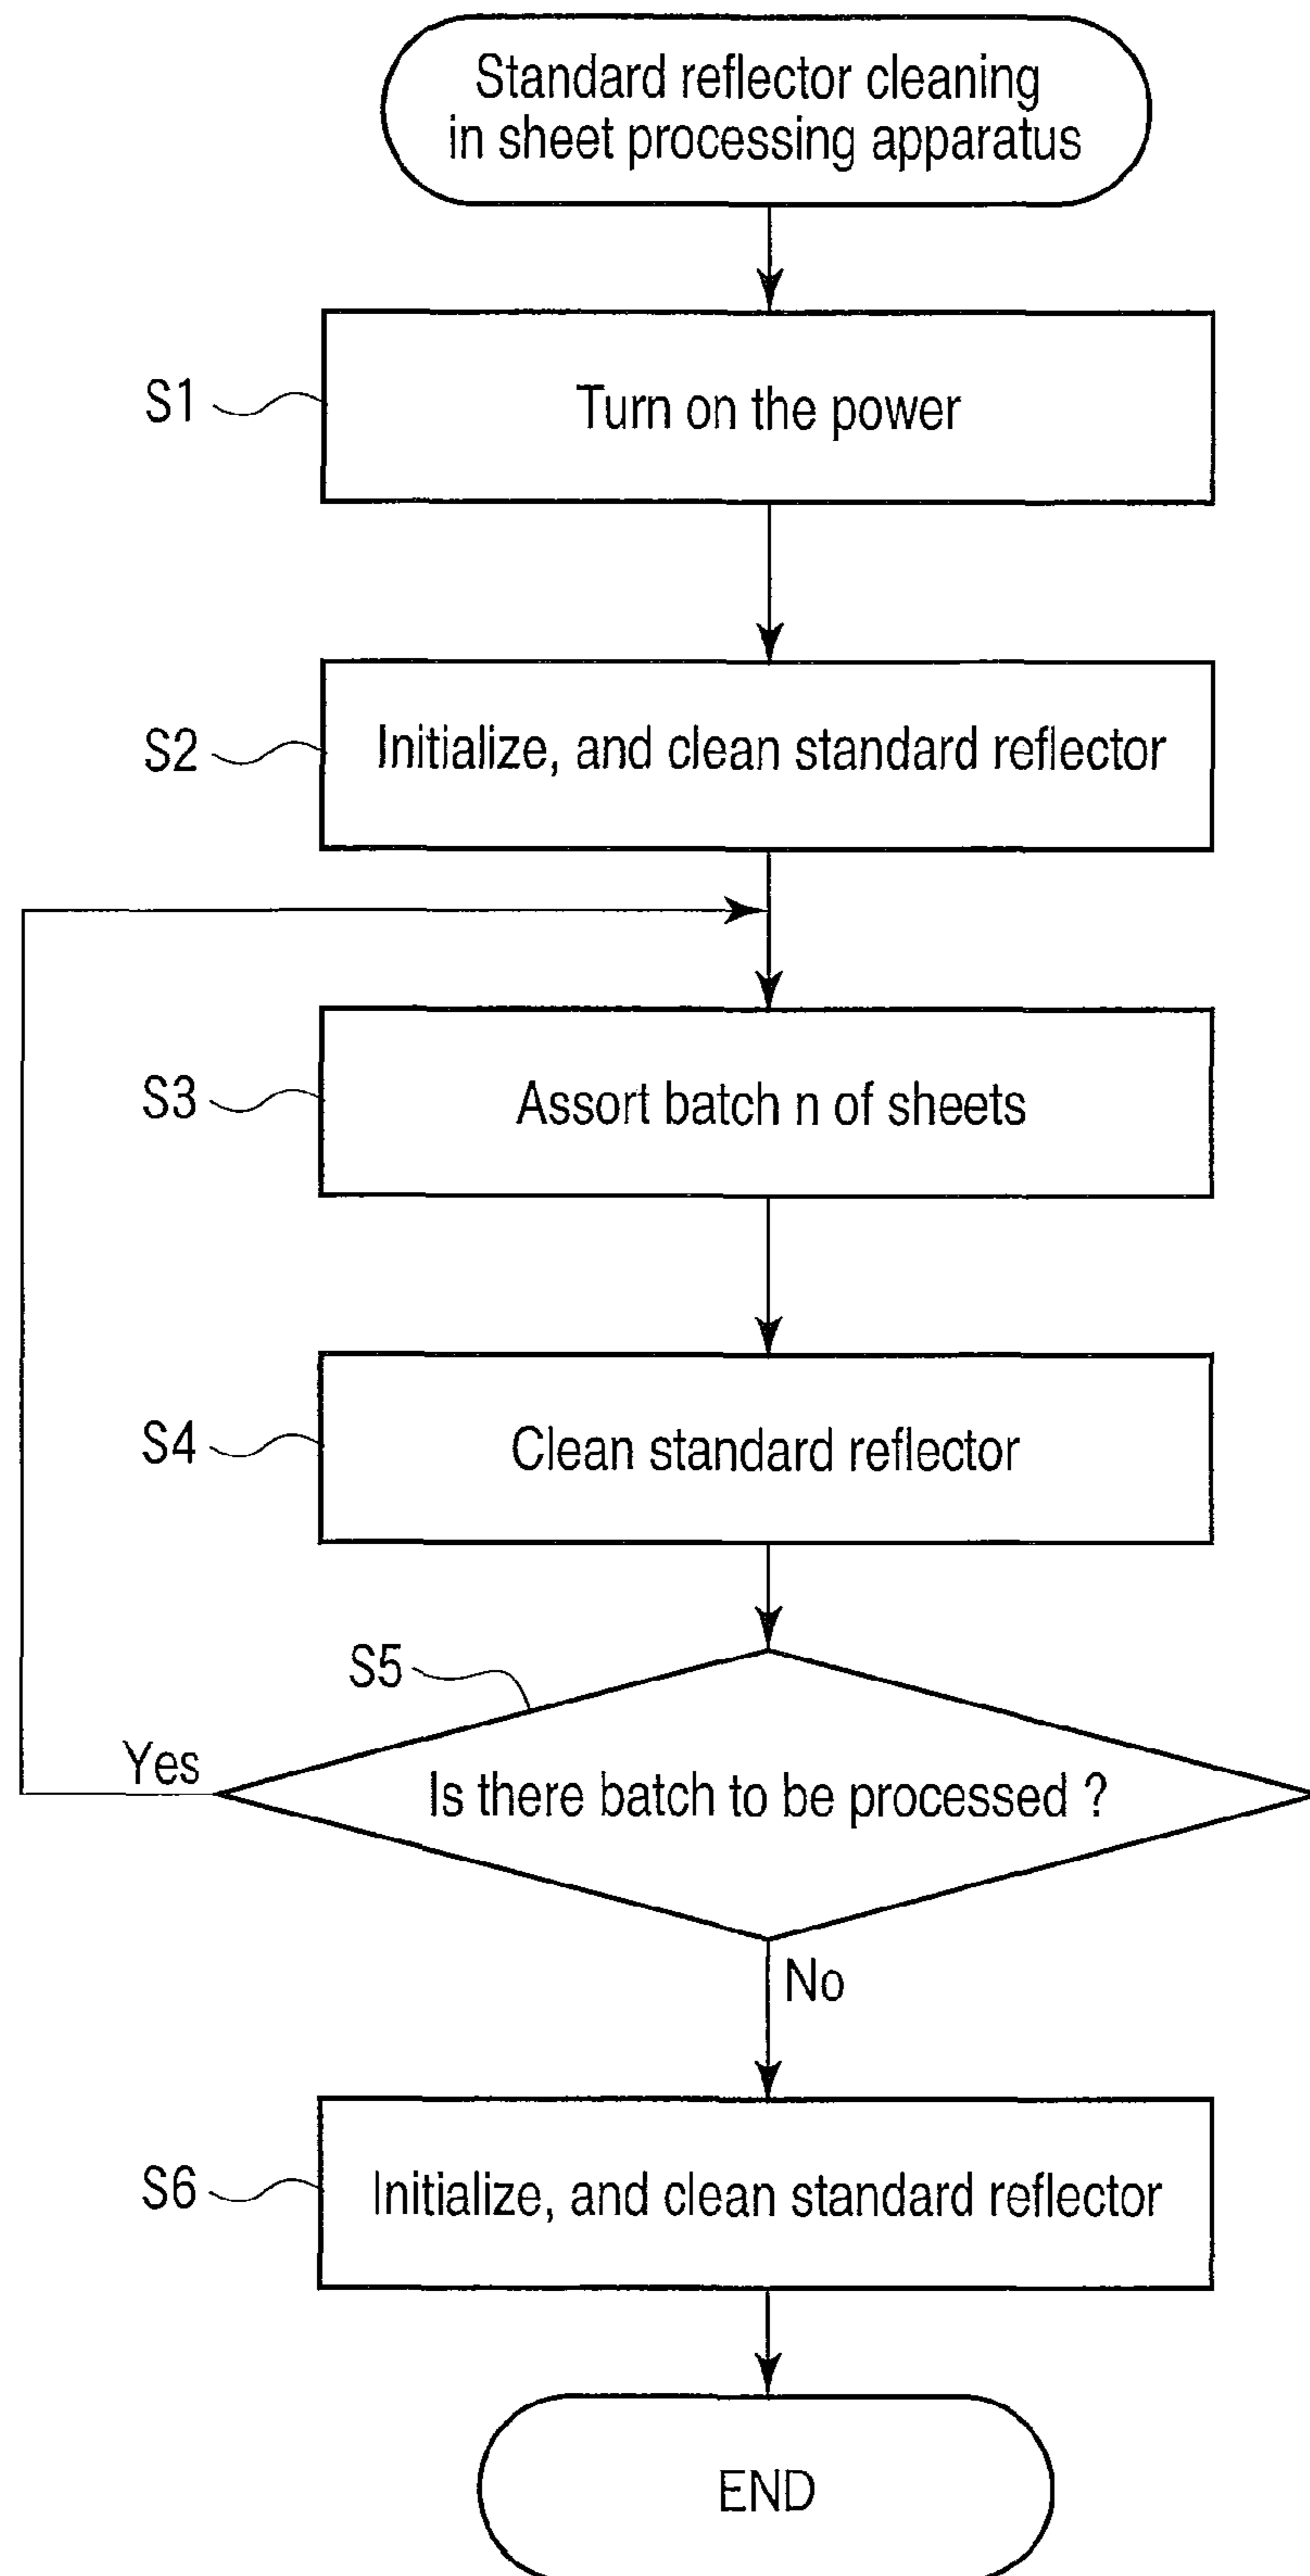 Standard reflector cleaning
in sheet processing apparatus
S1
Turn on the power
S2
Initialize, and clean standard reflector
S3
Assort batch n of sheets
S4
Clean standard reflector
S5
Yes
Is there batch to be processed ?
No
S6
Initialize, and clean standard reflector
END